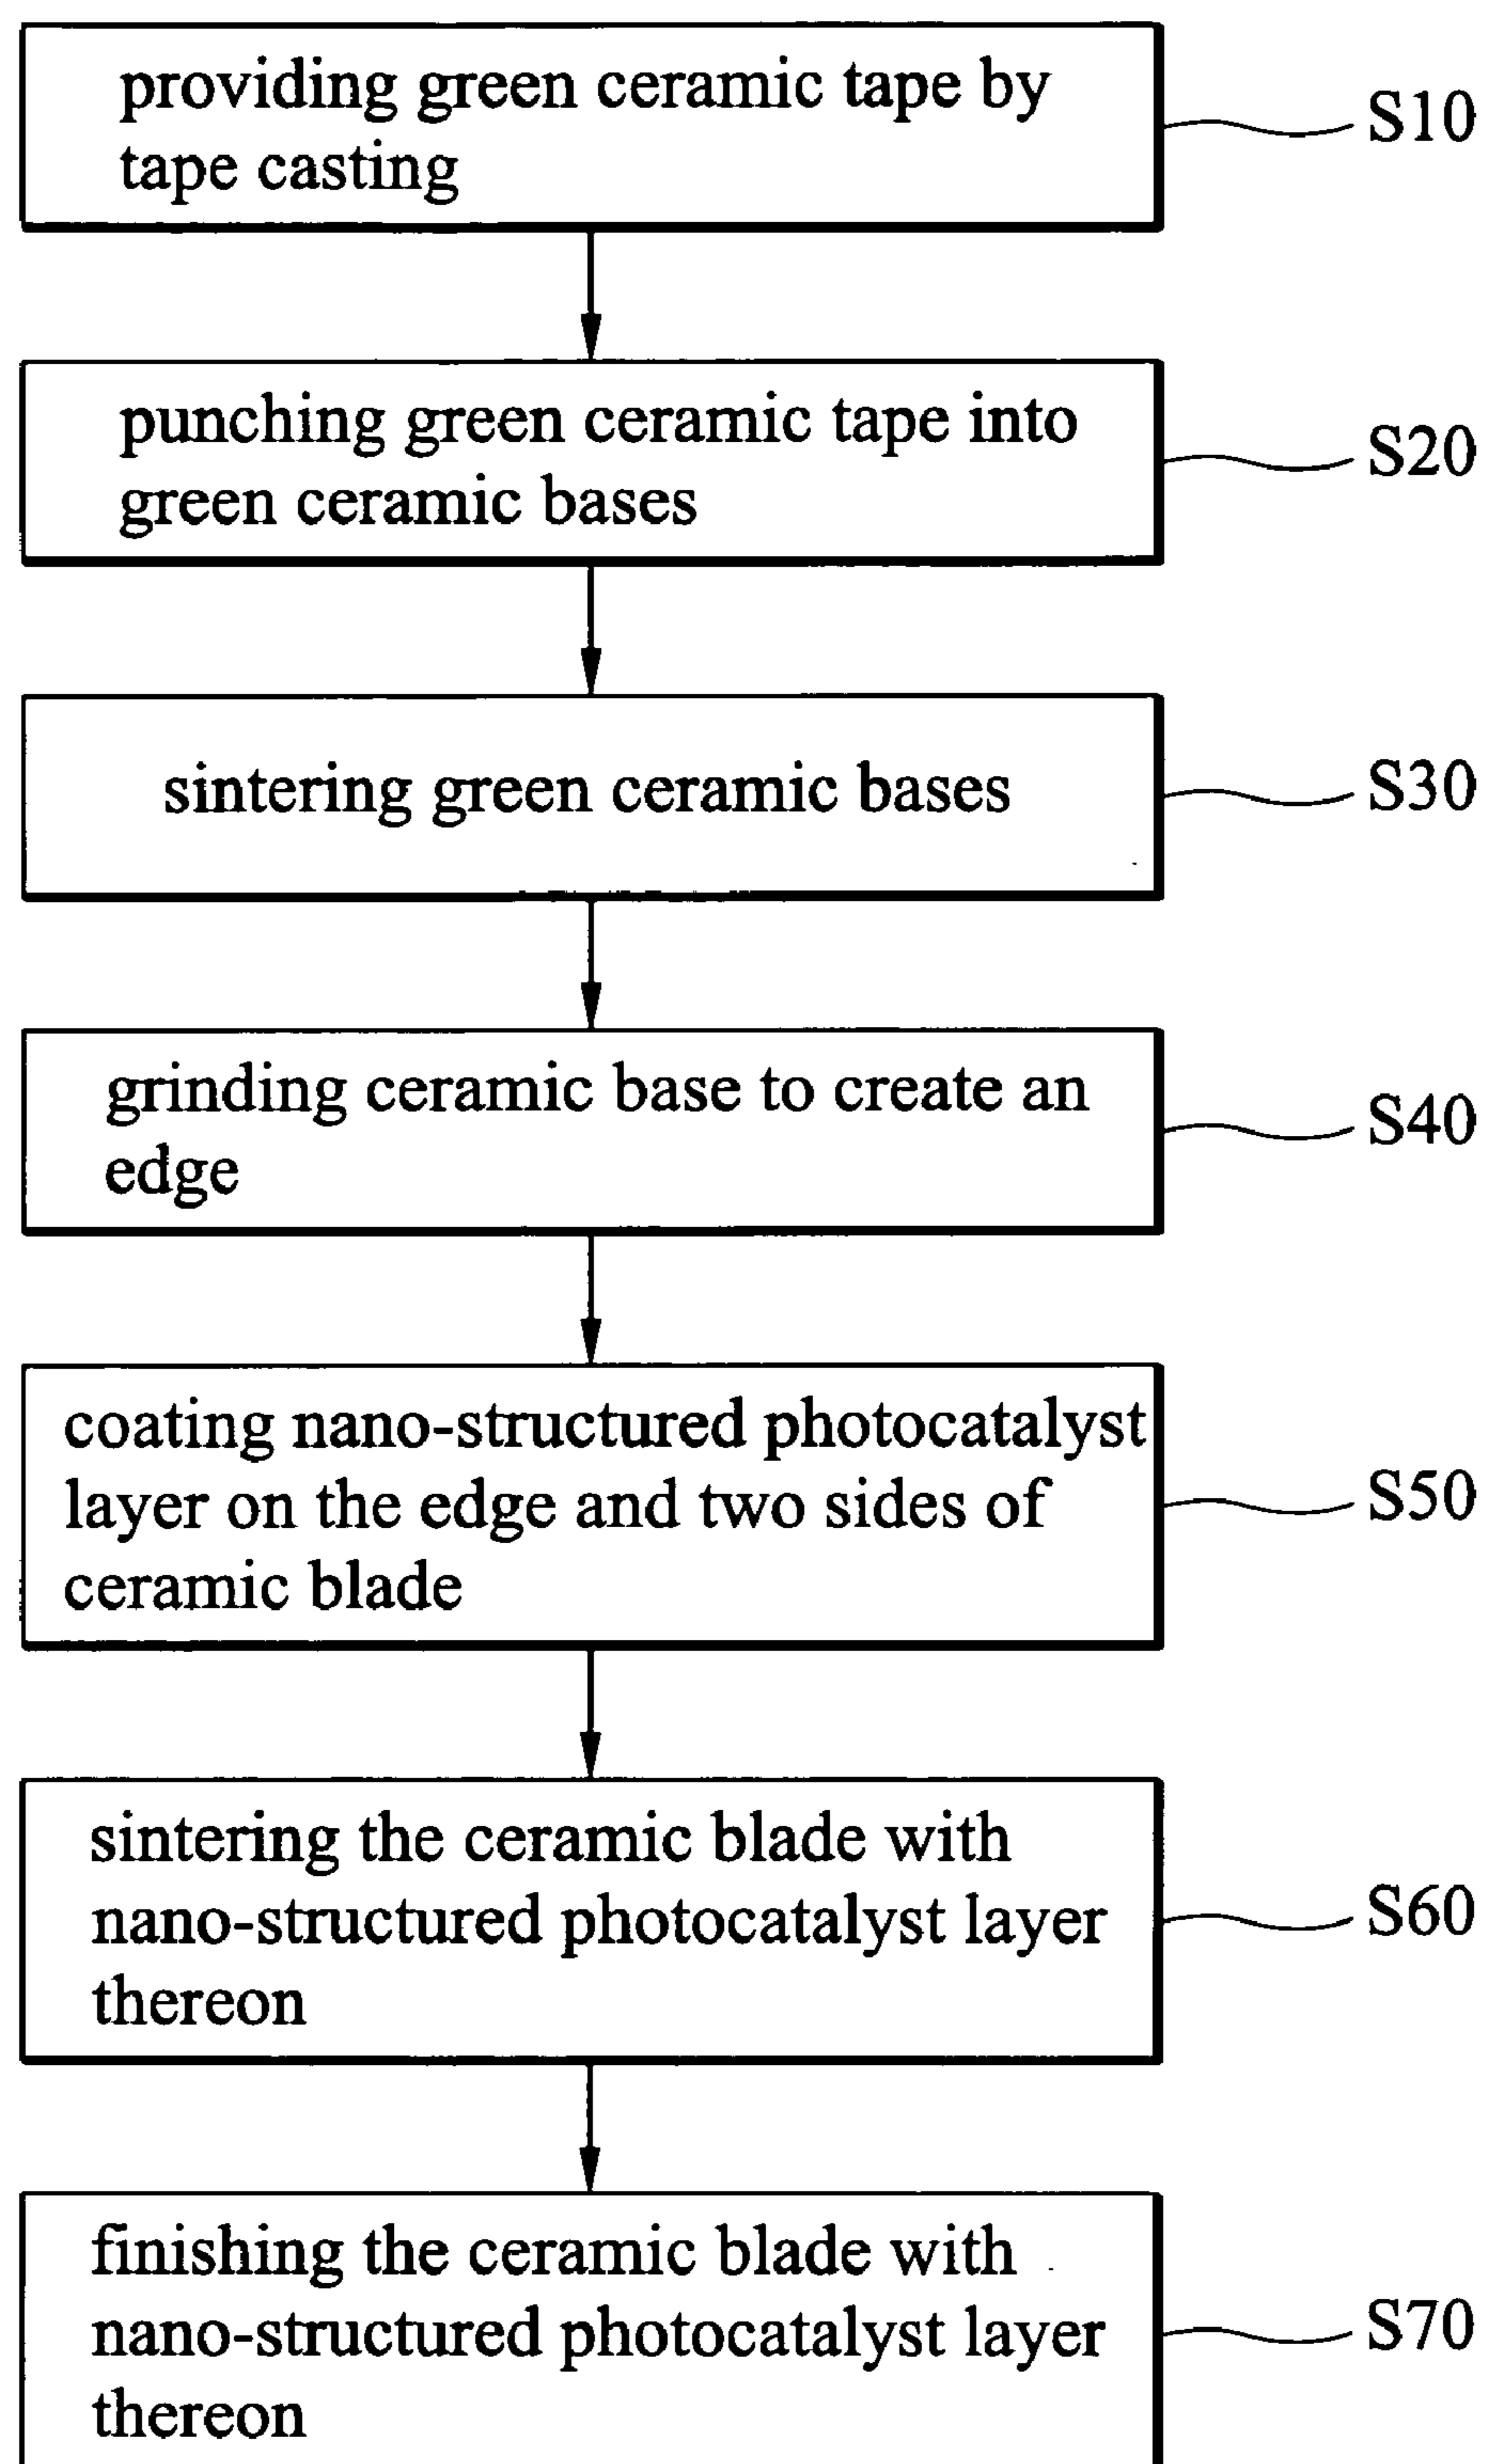 providing green ceramic tape by
tape casting
S10
punching green ceramic tape into
green ceramic bases
S20
sintering green ceramic bases
S30
grinding ceramic base to create an
edge
S40
coating nano-structured photocatalyst
layer on the edge and two sides of
ceramic blade
S50
sintering the ceramic blade with
nano-structured photocatalyst layer
thereon
S60
finishing the ceramic blade with
nano-structured photocatalyst layer
thereon
S70